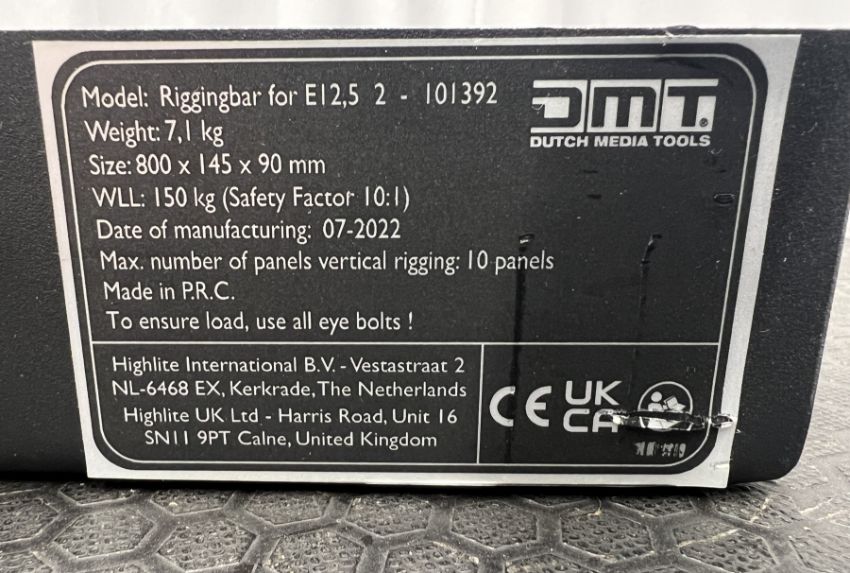 Model: Riggingbar for E12,5 2 - 101392
DMT.
DUTCH MEDIA TOOLS
Weight: 7,1 kg
Size: 800 x 145 x 90 mm
WLL: 150 kg (Safety Factor 10:1)
Date of manufacturing: 07-2022
Max. number of panels vertical rigging: 10 panels
Made in P.R.C.
To ensure load, use all eye bolts !
Highlite International B.V. - Vestastraat 2
NL-6468 EX, Kerkrade, The Netherlands
Highlite UK Ltd - Harris Road, Unit 16
SN11 9PT Calne, United Kingdom
CE
UK
CA